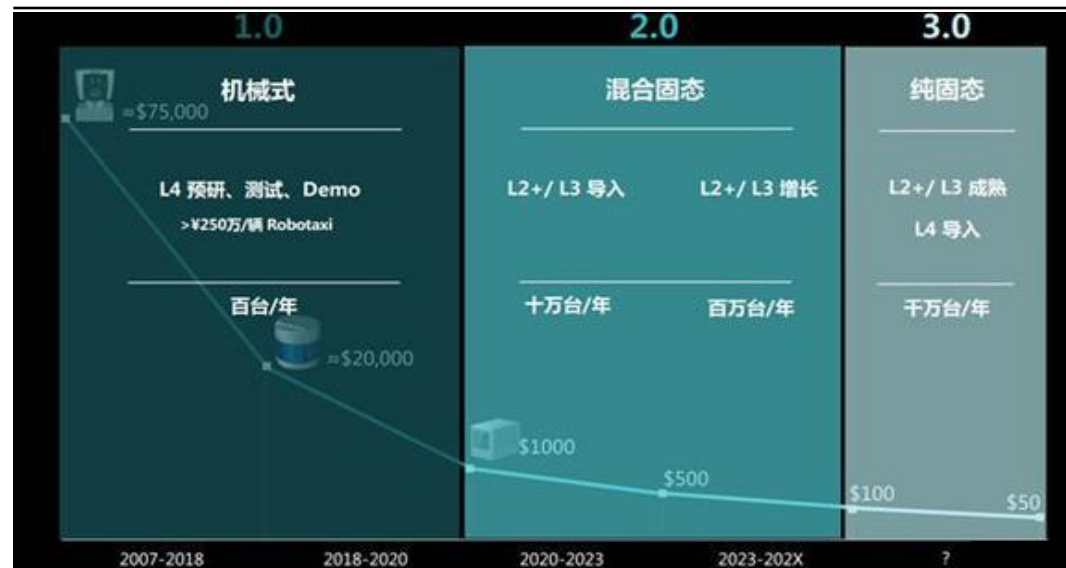 1.0
2.0
3.0
机械式
混合固态
纯固态
≈$75,000
L4 预研、测试、Demo
L2+/ L3 导入
L2+/ L3 增长
L2+/ L3 成熟
>¥250万/辆 Robotaxi
L4 导入
百台/年
十万台/年
百万台/年
千万台/年
≈$20,000
$1000
$500
$100
$50
2007-2018
2018-2020
2020-2023
2023-202X
?